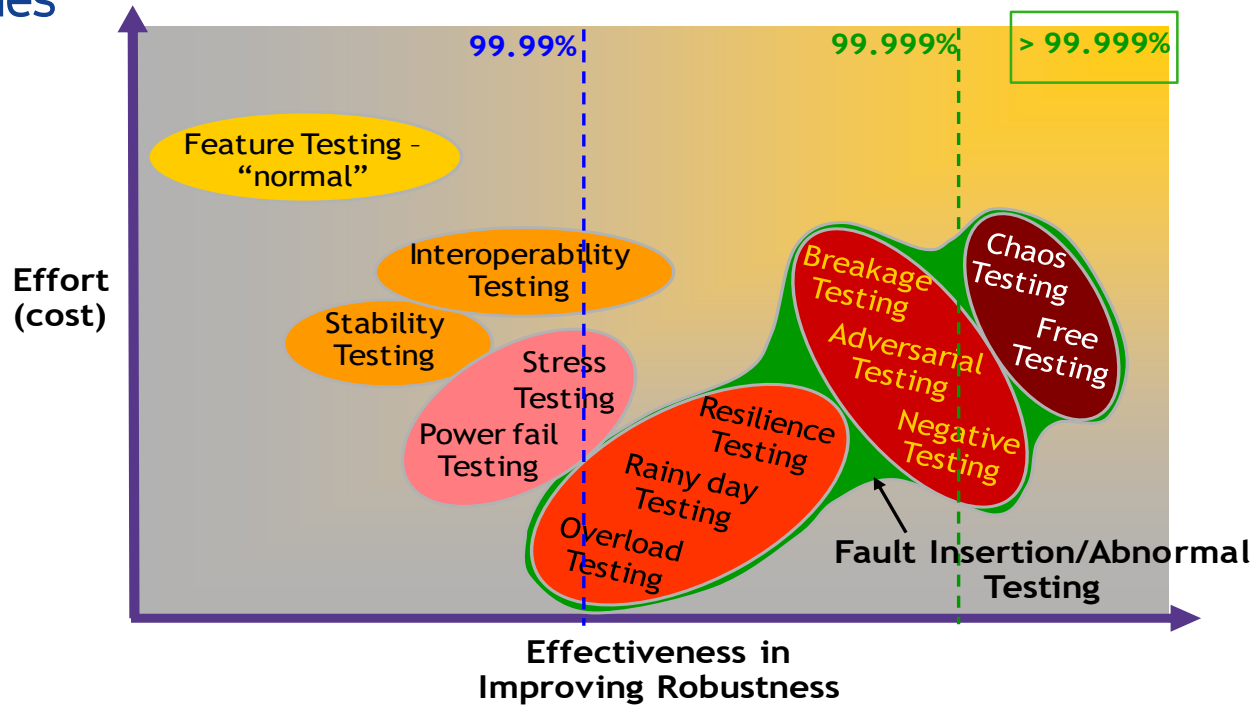 99.99%
99.999%
> 99.999%
Feature Testing –
“normal”
Interoperability
Testing
Effort
(cost)
Stability
Testing
Stress
Testing
Power fail
Testing
Resilience
Testing
Rainy day
Testing
Overload
Testing
Breakage
Testing
Adversarial
Testing
Negative
Testing
Chaos
Testing
Free
Testing
Fault Insertion/Abnormal
Testing
Effectiveness in
Improving Robustness